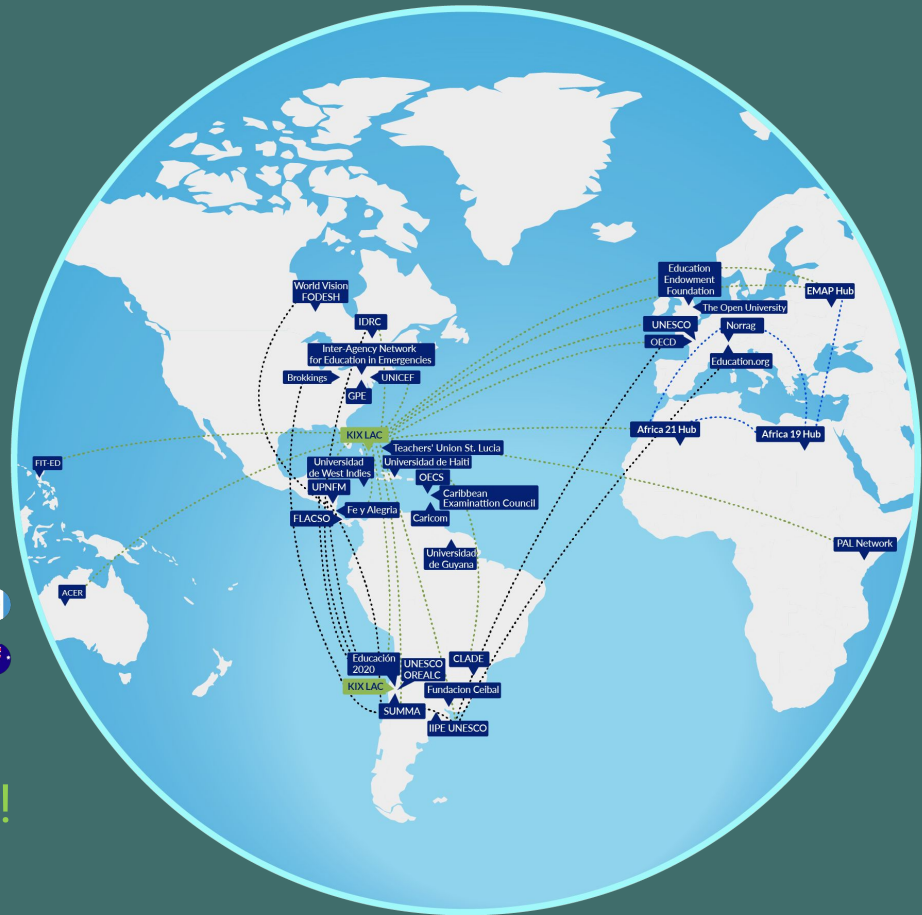 World Vision
FODESH
IDRC
Inter-Agency Network
for Education in Emergencies
Brokkings
UNICEF
GPE
Education
Endowment
Foundation
The Open University
EMAP Hub
UNESCO
Norrag
OECD
Education.org
KIX LAC
Teachers' Union St. Lucia
Africa 21 Hub
Africa 19 Hub
FIT-ED
Universidad
de West Indies
Universidad de Haiti
UPNFM
OECS
Caribbean
Examinattion Council
Fe y Alegria
FLACSO
Caricom
Universidad
de Guyana
PAL Network
ACER
Educación
2020
UNESCO
OREALC
CLADE
KIX LAC
Fundacion Ceibal
SUMMA
IIPE UNESCO
!